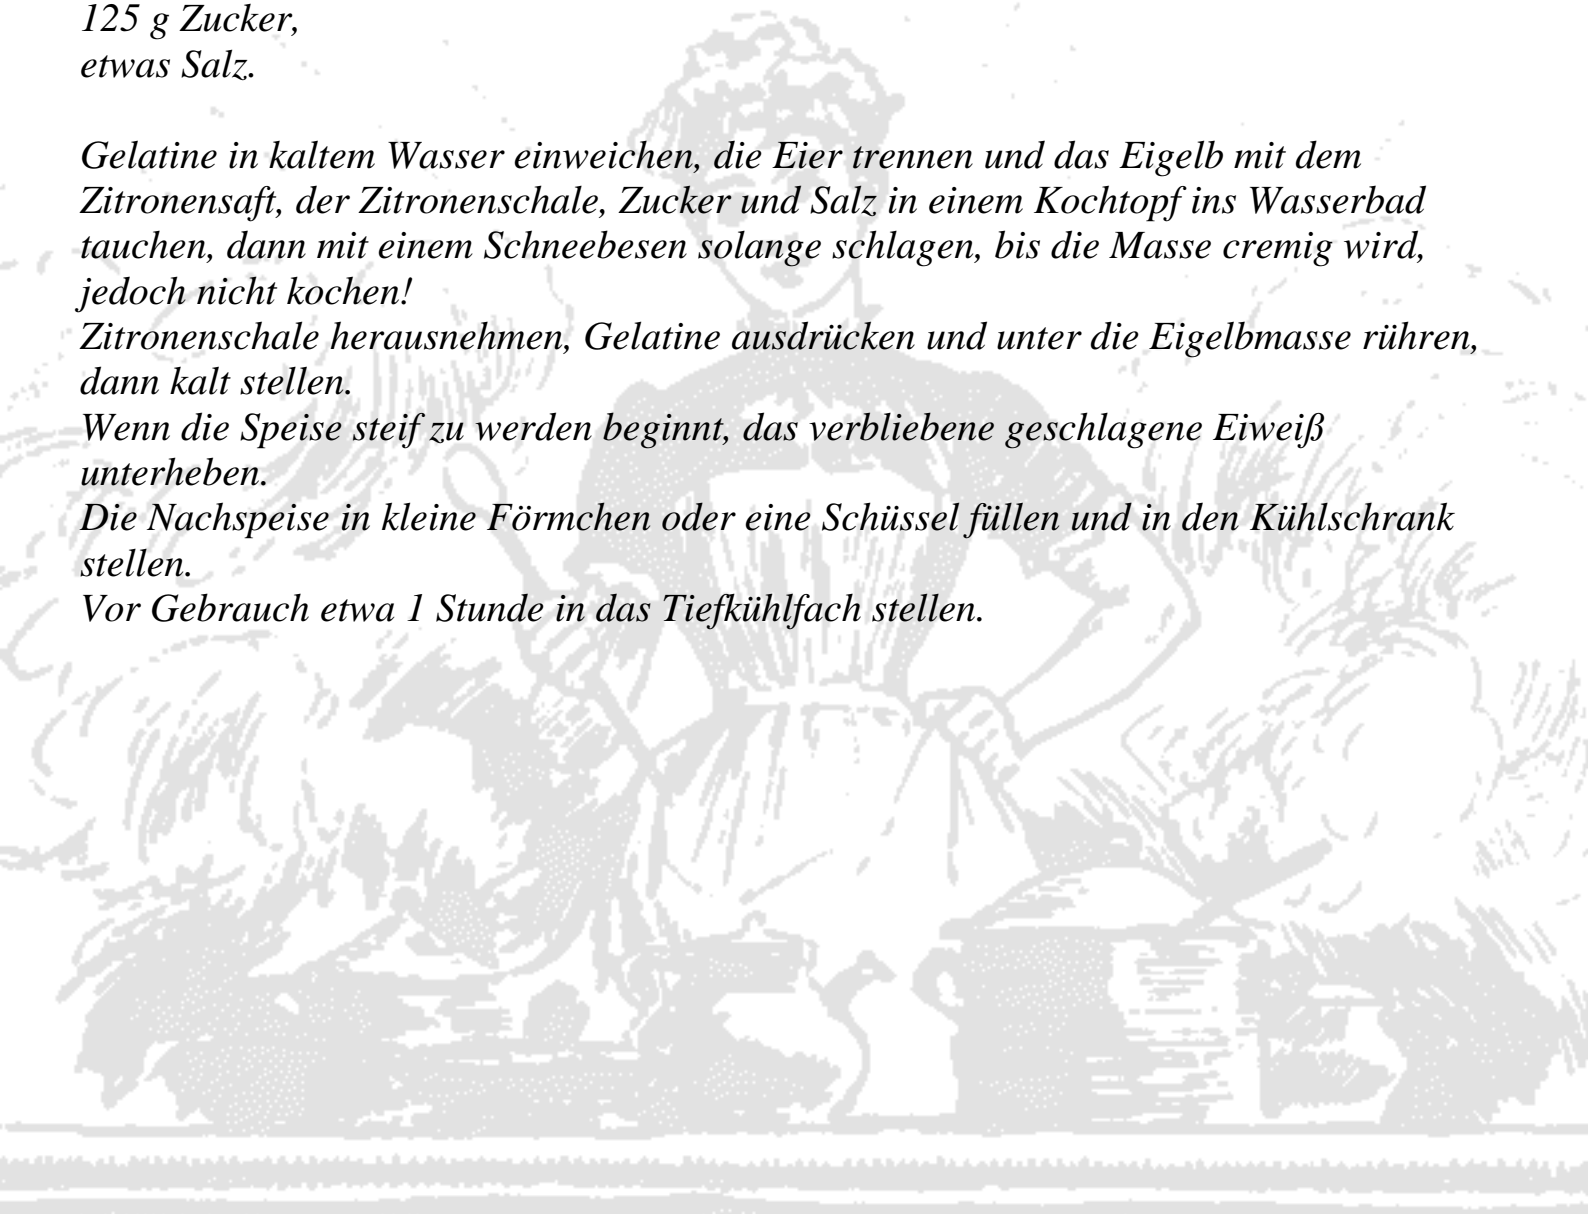 125 g Zucker,
etwas Salz.
Gelatine in kaltem Wasser einweichen, die Eier trennen und das Eigelb mit dem
Zitronensaft, der Zitronenschale, Zucker und Salz in einem Kochtopf ins Wasserbad
tauchen, dann mit einem Schneebesen solange schlagen, bis die Masse cremig wird,
jedoch nicht kochen!
Zitronenschale herausnehmen, Gelatine ausdrücken und unter die Eigelbmasse rühren,
dann kalt stellen.
Wenn die Speise steif zu werden beginnt, das verbliebene geschlagene Eiweiß
unterheben.
Die Nachspeise in kleine Förmchen oder eine Schüssel füllen und in den Kühlschrank
stellen.
Vor Gebrauch etwa 1 Stunde in das Tiefkühlfach stellen.